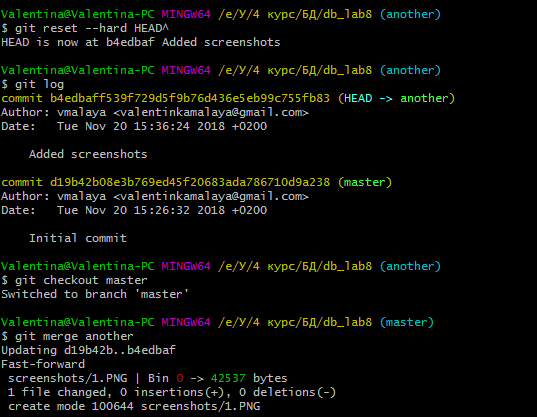 Valentina@Valentina-PC MINGW64 /e/У/4 курс/БД/db_lab8 (another)
$ git reset --hard HEAD^
HEAD is now at b4edbaf Added screenshots

Valentina@Valentina-PC MINGW64 /e/У/4 курс/БД/db_lab8 (another)
$ git log
commit b4edbaff539f729d5f9b76d436e5eb99c755fb83 (HEAD -> another)
Author: vmalaya <valentinkamalaya@gmail.com>
Date:   Tue Nov 20 15:36:24 2018 +0200

    Added screenshots

commit d19b42b08e3b769ed45f20683ada786710d9a238 (master)
Author: vmalaya <valentinkamalaya@gmail.com>
Date:   Tue Nov 20 15:26:32 2018 +0200

    Initial commit

Valentina@Valentina-PC MINGW64 /e/У/4 курс/БД/db_lab8 (another)
$ git checkout master
Switched to branch 'master'

Valentina@Valentina-PC MINGW64 /e/У/4 курс/БД/db_lab8 (master)
$ git merge another
Updating d19b42b..b4edbaf
Fast-forward
 screenshots/1.PNG | Bin 0 -> 42537 bytes
 1 file changed, 0 insertions(+), 0 deletions(-)
 create mode 100644 screenshots/1.PNG